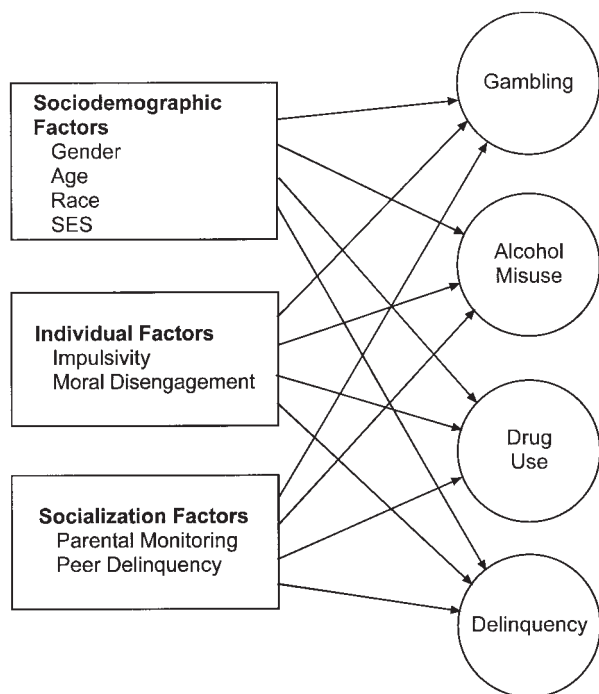 Sociodemographic
Factors
Gender
Age
Race
SES
Individual Factors
Impulsivity
Moral Disengagement
Socialization Factors
Parental Monitoring
Peer Delinquency
Gambling
Alcohol
Misuse
Drug
Use
Delinquency